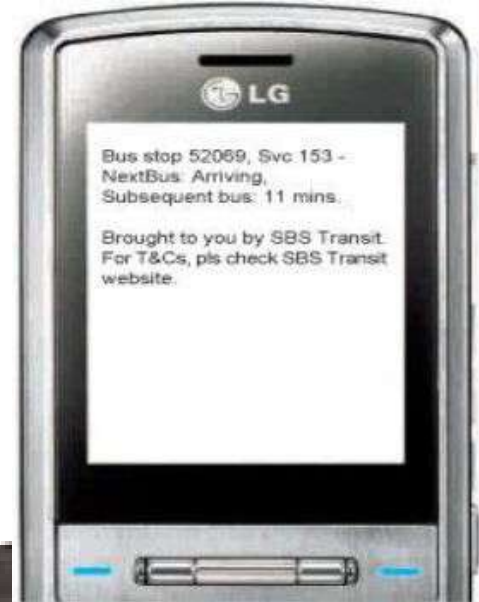 LG
Bus stop 52069, Svc 153 -
NextBus: Arriving,
Subsequent bus: 11 mins.
Brought to you by SBS Transit.
For T&Cs, pls check SBS Transit
website.